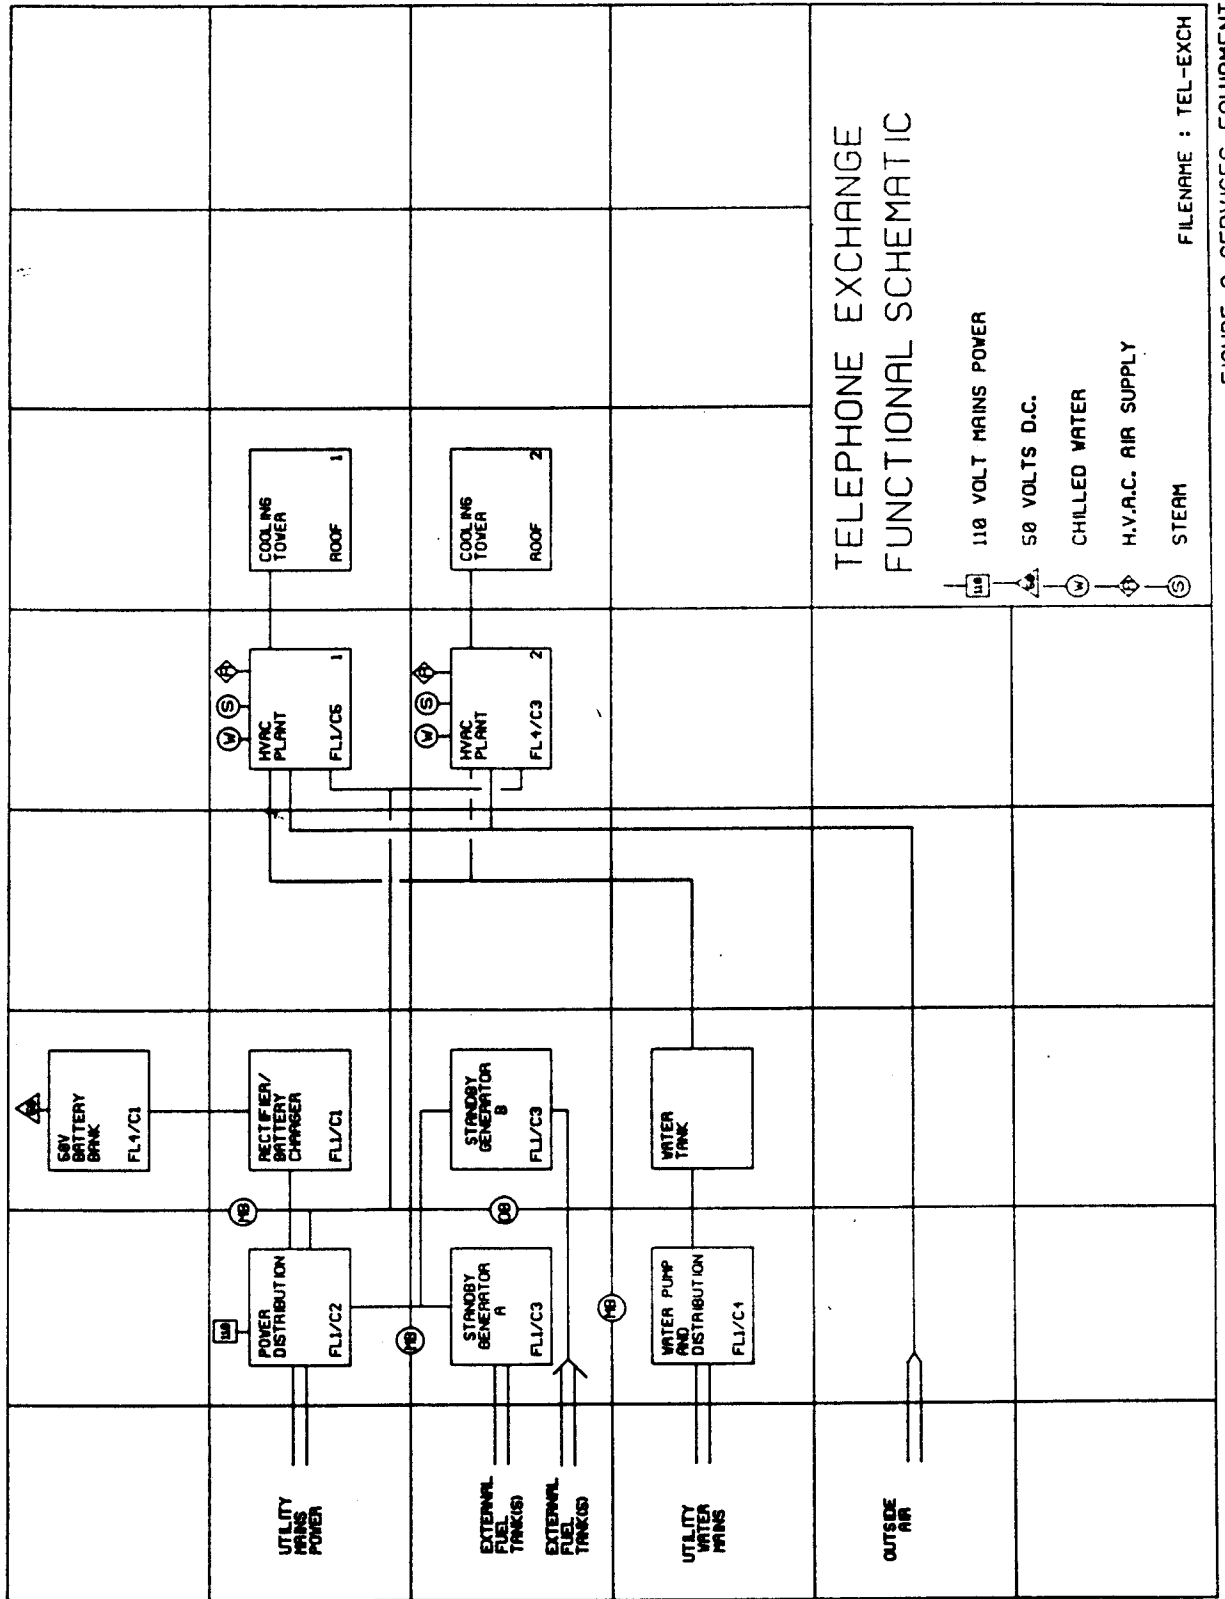 50V
BATTERY
BANK
FL4/C1
110
POWER
DISTRIBUTION
FL1/C2
MB
RECTIFIER/
BATTERY
CHARGER
FL1/C1
W
S
A
HVAC
PLANT
FL1/C6
1
COOLING
TOWER
ROOF
1
UTILITY
MAINS
POWER
MB
STANDBY
GENERATOR
A
FL1/C3
DB
STANDBY
GENERATOR
B
FL1/C3
W
S
A
HVAC
PLANT
FL4/C3
2
COOLING
TOWER
ROOF
2
EXTERNAL
FUEL
TANK(S)
EXTERNAL
FUEL
TANK(S)
MB
WATER PUMP
AND
DISTRIBUTION
FL1/C4
WATER
TANK
UTILITY
WATER
MAINS
OUTSIDE
AIR
TELEPHONE EXCHANGE
FUNCTIONAL SCHEMATIC
110 110 VOLT MAINS POWER
50 50 VOLTS D.C.
W CHILLED WATER
A H.V.A.C. AIR SUPPLY
S STEAM
FILENAME : TEL-EXCH